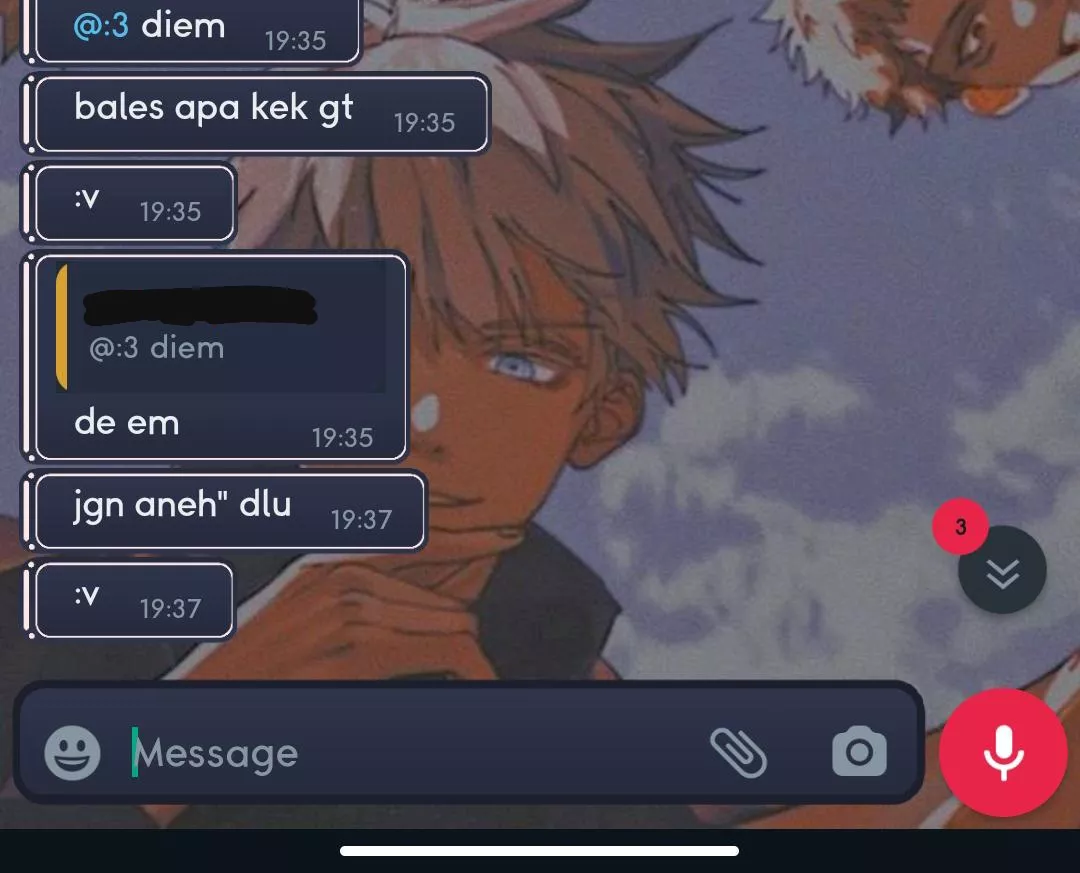 @:3 diem 19:35
bales apa kek gt 19:35
:v 19:35
@:3 diem
de em 19:35
jgn aneh" dlu 19:37
:v 19:37
3
Message